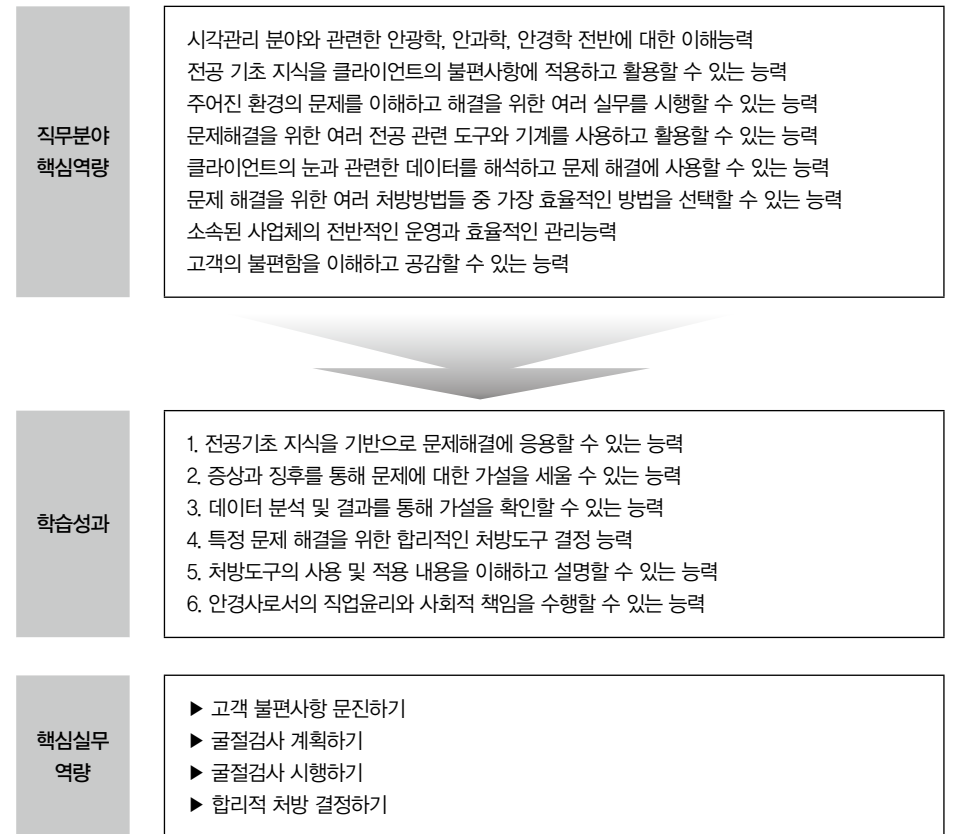 직무분야
핵심역량
시각관리 분야와 관련한 안광학, 안과학, 안경학 전반에 대한 이해능력
전공 기초 지식을 클라이언트의 불편사항에 적용하고 활용할 수 있는 능력
주어진 환경의 문제를 이해하고 해결을 위한 여러 실무를 시행할 수 있는 능력
문제해결을 위한 여러 전공 관련 도구와 기계를 사용하고 활용할 수 있는 능력
클라이언트의 눈과 관련한 데이터를 해석하고 문제 해결에 사용할 수 있는 능력
문제 해결을 위한 여러 처방방법들 중 가장 효율적인 방법을 선택할 수 있는 능력
소속된 사업체의 전반적인 운영과 효율적인 관리능력
고객의 불편함을 이해하고 공감할 수 있는 능력
학습성과
1. 전공기초 지식을 기반으로 문제해결에 응용할 수 있는 능력
2. 증상과 징후를 통해 문제에 대한 가설을 세울 수 있는 능력
3. 데이터 분석 및 결과를 통해 가설을 확인할 수 있는 능력
4. 특정 문제 해결을 위한 합리적인 처방도구 결정 능력
5. 처방도구의 사용 및 적용 내용을 이해하고 설명할 수 있는 능력
6. 안경사로서의 직업윤리와 사회적 책임을 수행할 수 있는 능력
핵심실무
역량
▶ 고객 불편사항 문진하기
▶ 굴절검사 계획하기
▶ 굴절검사 시행하기
▶ 합리적 처방 결정하기